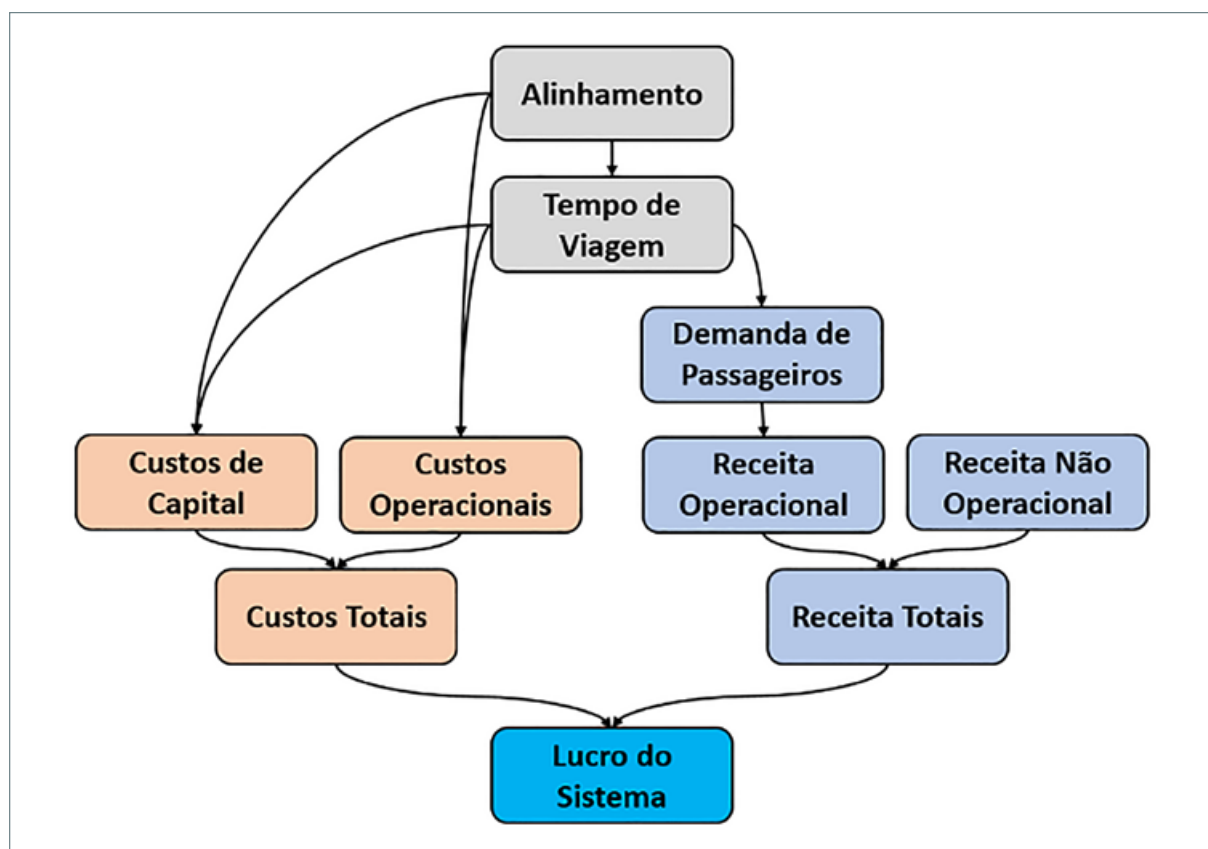 Alinhamento
Tempo de
Viagem
Demanda de
Passageiros
Custos de
Capital
Custos
Operacionais
Receita
Operacional
Receita Não
Operacional
Custos Totais
Receita Totais
Lucro do
Sistema